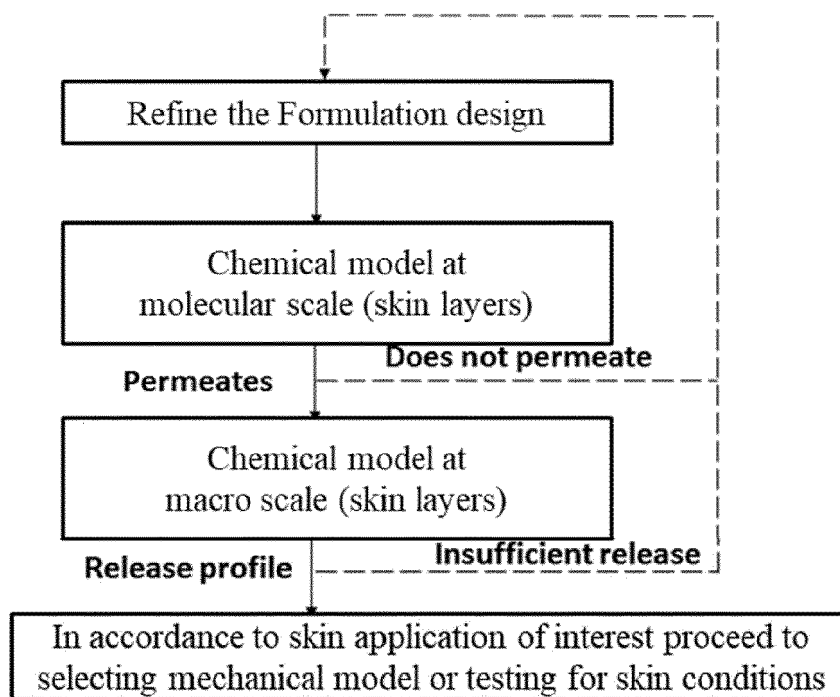 Refine the Formulation design
Chemical model at
molecular scale (skin layers)
Does not permeate
Permeates
Chemical model at
macro scale (skin layers)
Insufficient release
Release profile
In accordance to skin application of interest proceed to
selecting mechanical model or testing for skin conditions